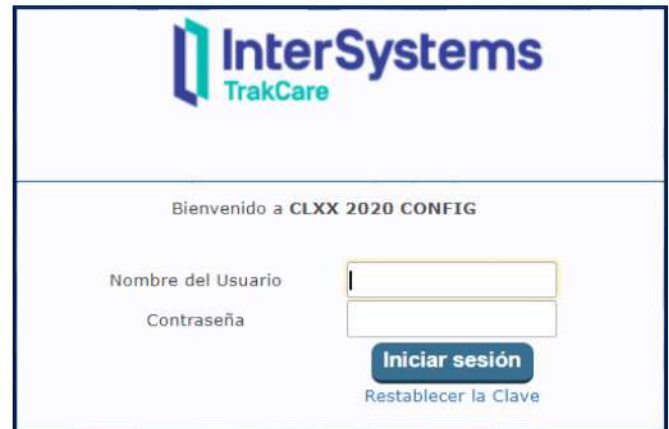 InterSystems
TrakCare
Bienvenido a CLXX 2020 CONFIG
Nombre del Usuario
Contraseña
Iniciar sesión
Restablecer la Clave